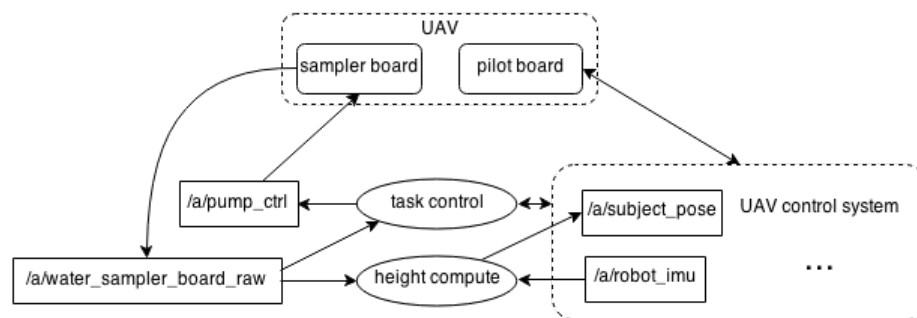 UAV
sampler board
pilot board
/a/pump_ctrl
task control
/a/subject_pose
UAV control system
/a/water_sampler_board_raw
height compute
/a/robot_imu
...